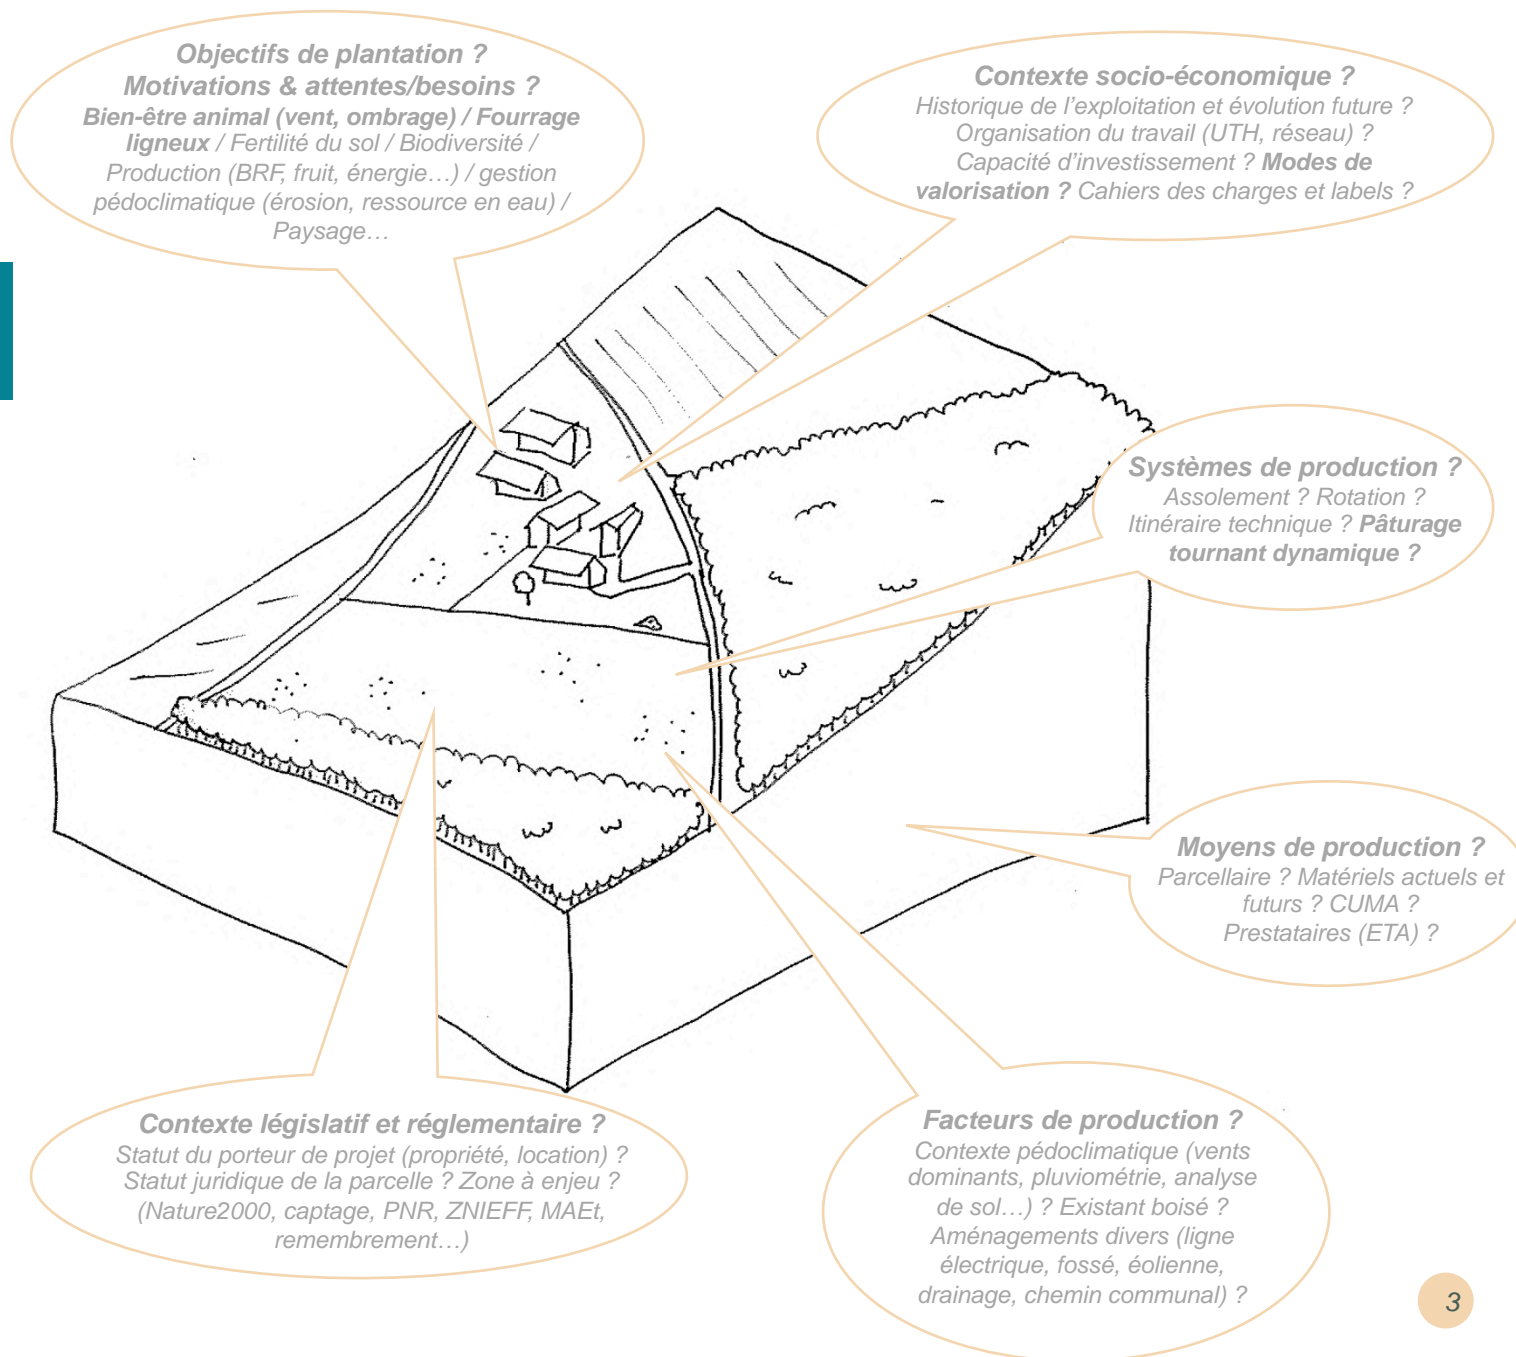 Objectifs de plantation ?
Motivations & attentes/besoins ?
Bien-être animal (vent, ombrage) / Fourrage
ligneux / Fertilité du sol / Biodiversité /
Production (BRF, fruit, énergie…) / gestion
pédoclimatique (érosion, ressource en eau) /
Paysage…
Contexte socio-économique ?
Historique de l’exploitation et évolution future ?
Organisation du travail (UTH, réseau) ?
Capacité d’investissement ? Modes de
valorisation ? Cahiers des charges et labels ?
Systèmes de production ?
Assolement ? Rotation ?
Itinéraire technique ? Pâturage
tournant dynamique ?
Moyens de production ?
Parcellaire ? Matériels actuels et
futurs ? CUMA ?
Prestataires (ETA) ?
Contexte législatif et réglementaire ?
Statut du porteur de projet (propriété, location) ?
Statut juridique de la parcelle ? Zone à enjeu ?
(Nature2000, captage, PNR, ZNIEFF, MAEt,
remembrement…)
Facteurs de production ?
Contexte pédoclimatique (vents
dominants, pluviométrie, analyse
de sol…) ? Existant boisé ?
Aménagements divers (ligne
électrique, fossé, éolienne,
drainage, chemin communal) ?
3